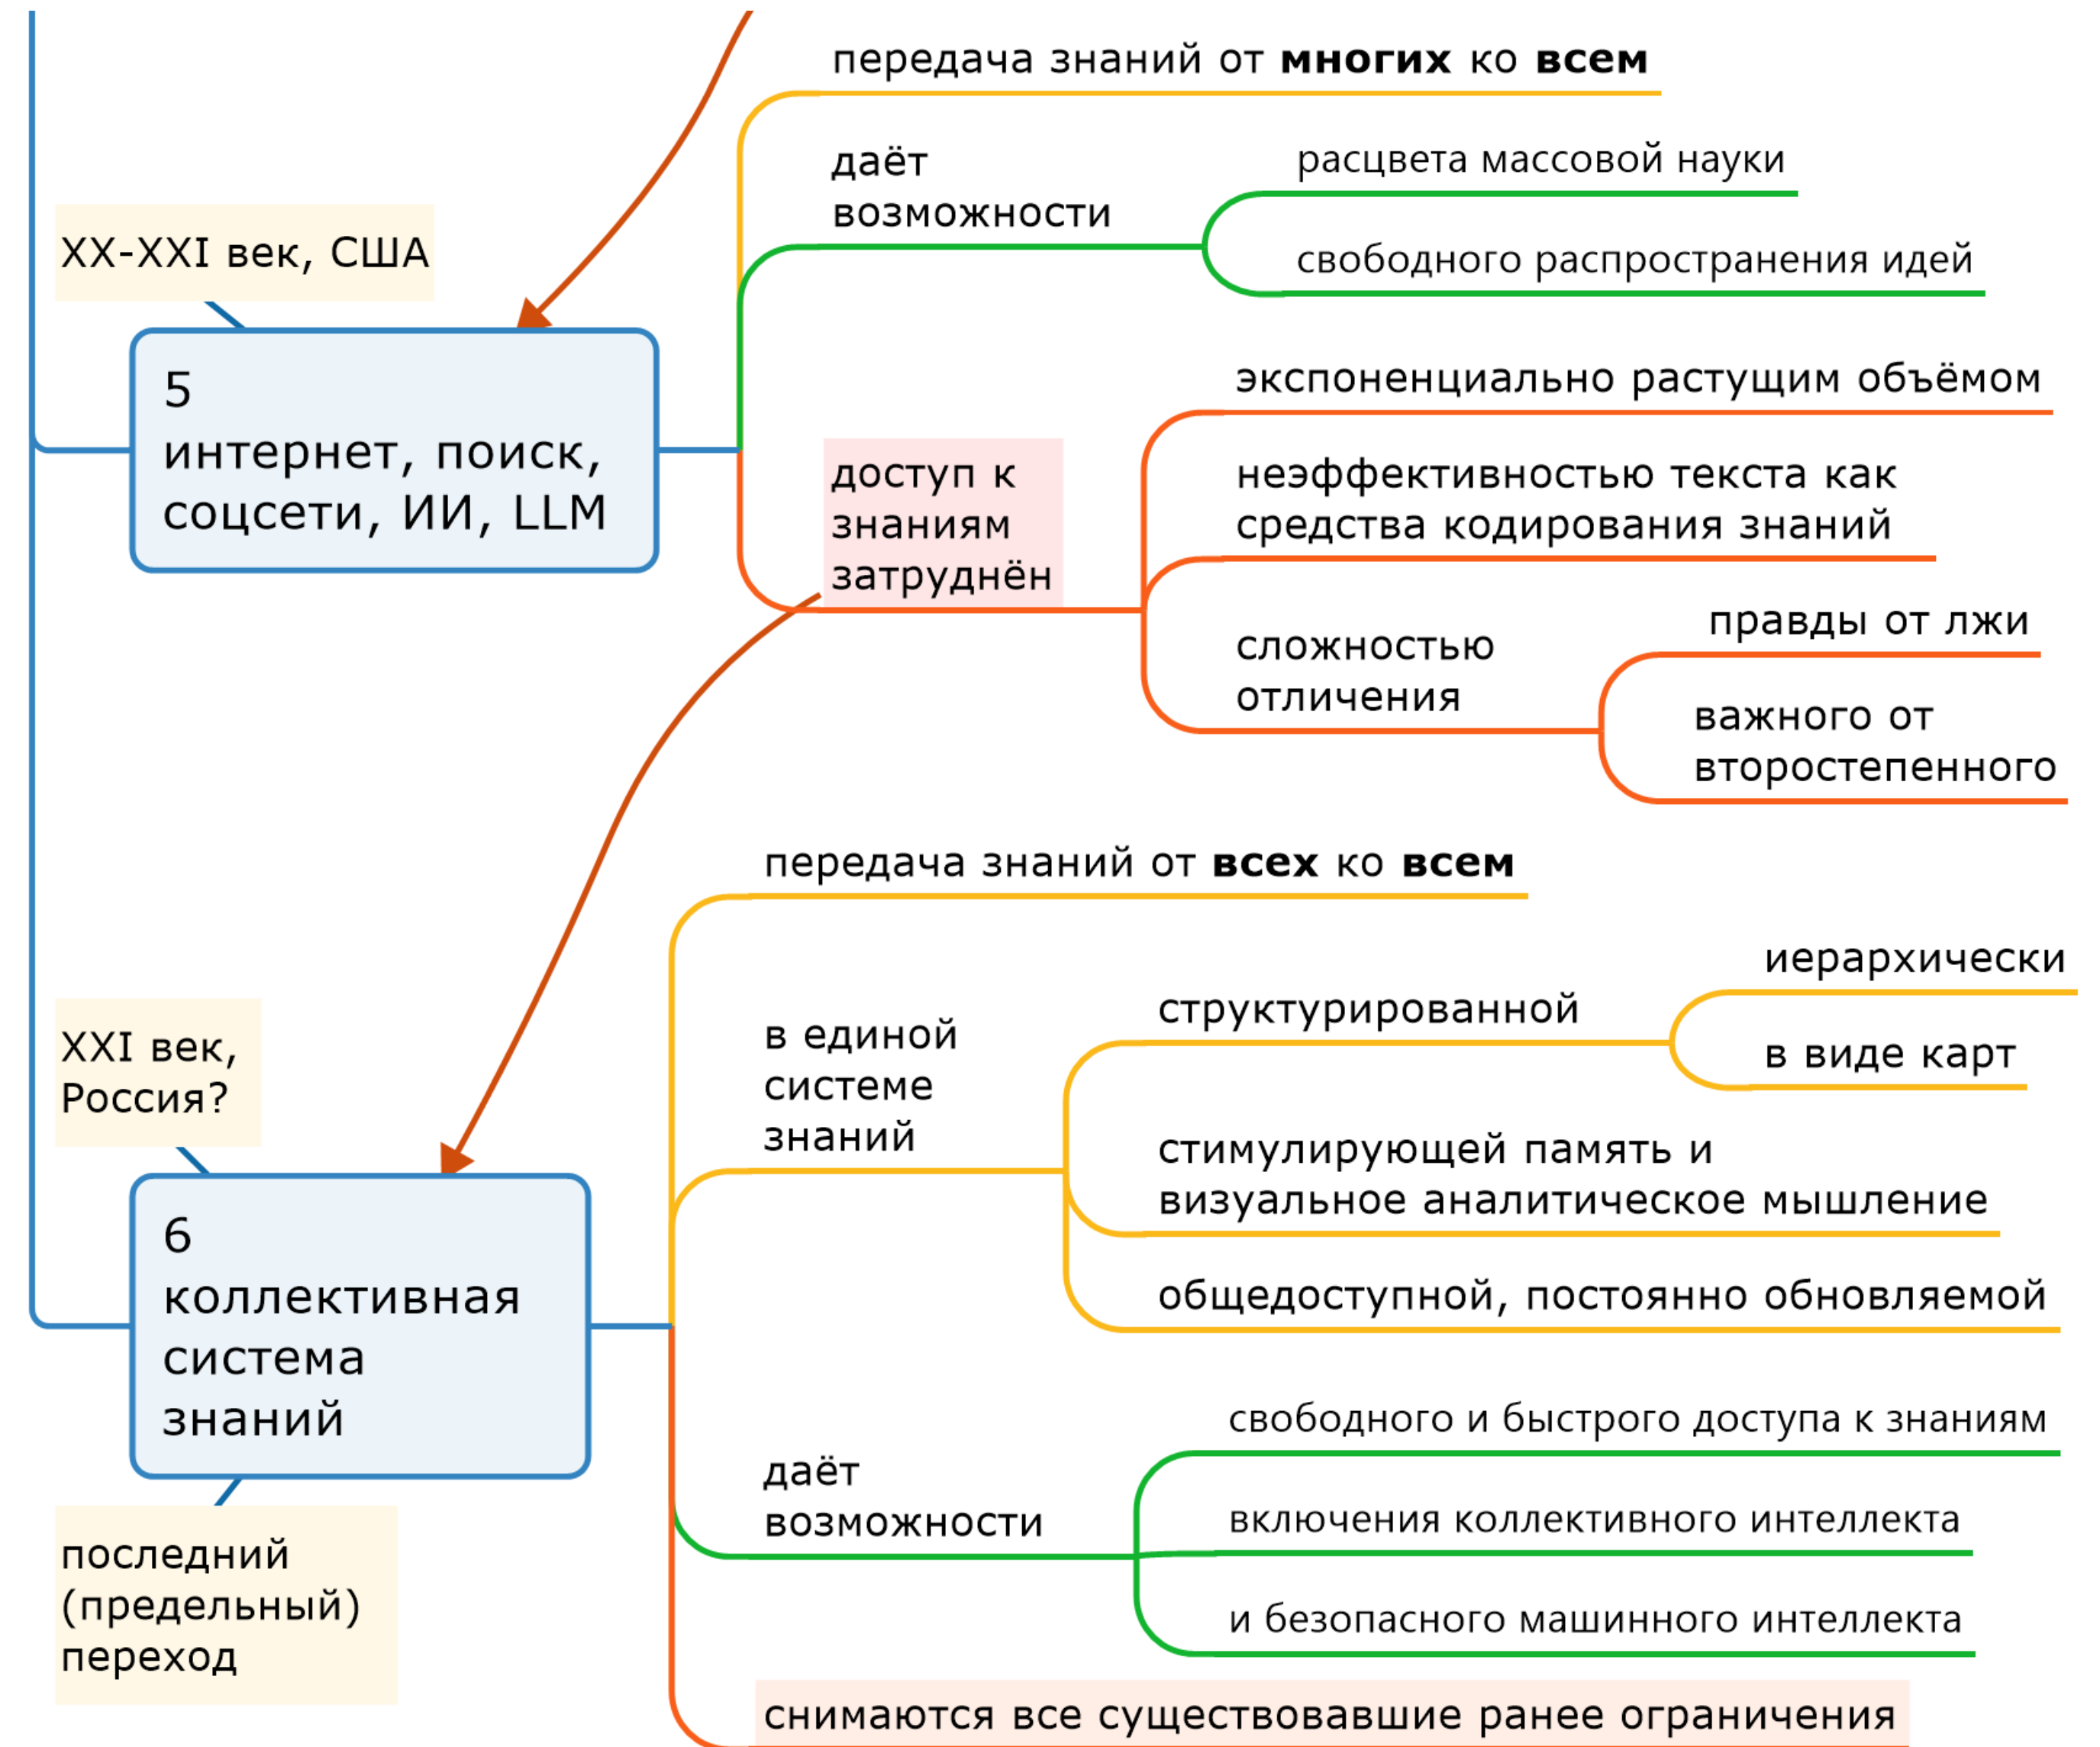 передача знаний от многих ко всем
даёт
возможности
расцвета массовой науки
свободного распространения идей
XX-XXI век, США
5
интернет, поиск,
соцсети, ИИ, LLM
доступ к
знаниям
затруднён
экспоненциально растущим объёмом
неэффективностью текста как
средства кодирования знаний
сложностью
отличения
правды от лжи
важного от
второстепенного
передача знаний от всех ко всем
XXI век,
Россия?
6
коллективная
система
знаний
последний
(предельный)
переход
в единой
системе
знаний
структурированной
иерархически
в виде карт
стимулирующей память и
визуальное аналитическое мышление
общедоступной, постоянно обновляемой
даёт
возможности
свободного и быстрого доступа к знаниям
включения коллективного интеллекта
и безопасного машинного интеллекта
снимаются все существовавшие ранее ограничения